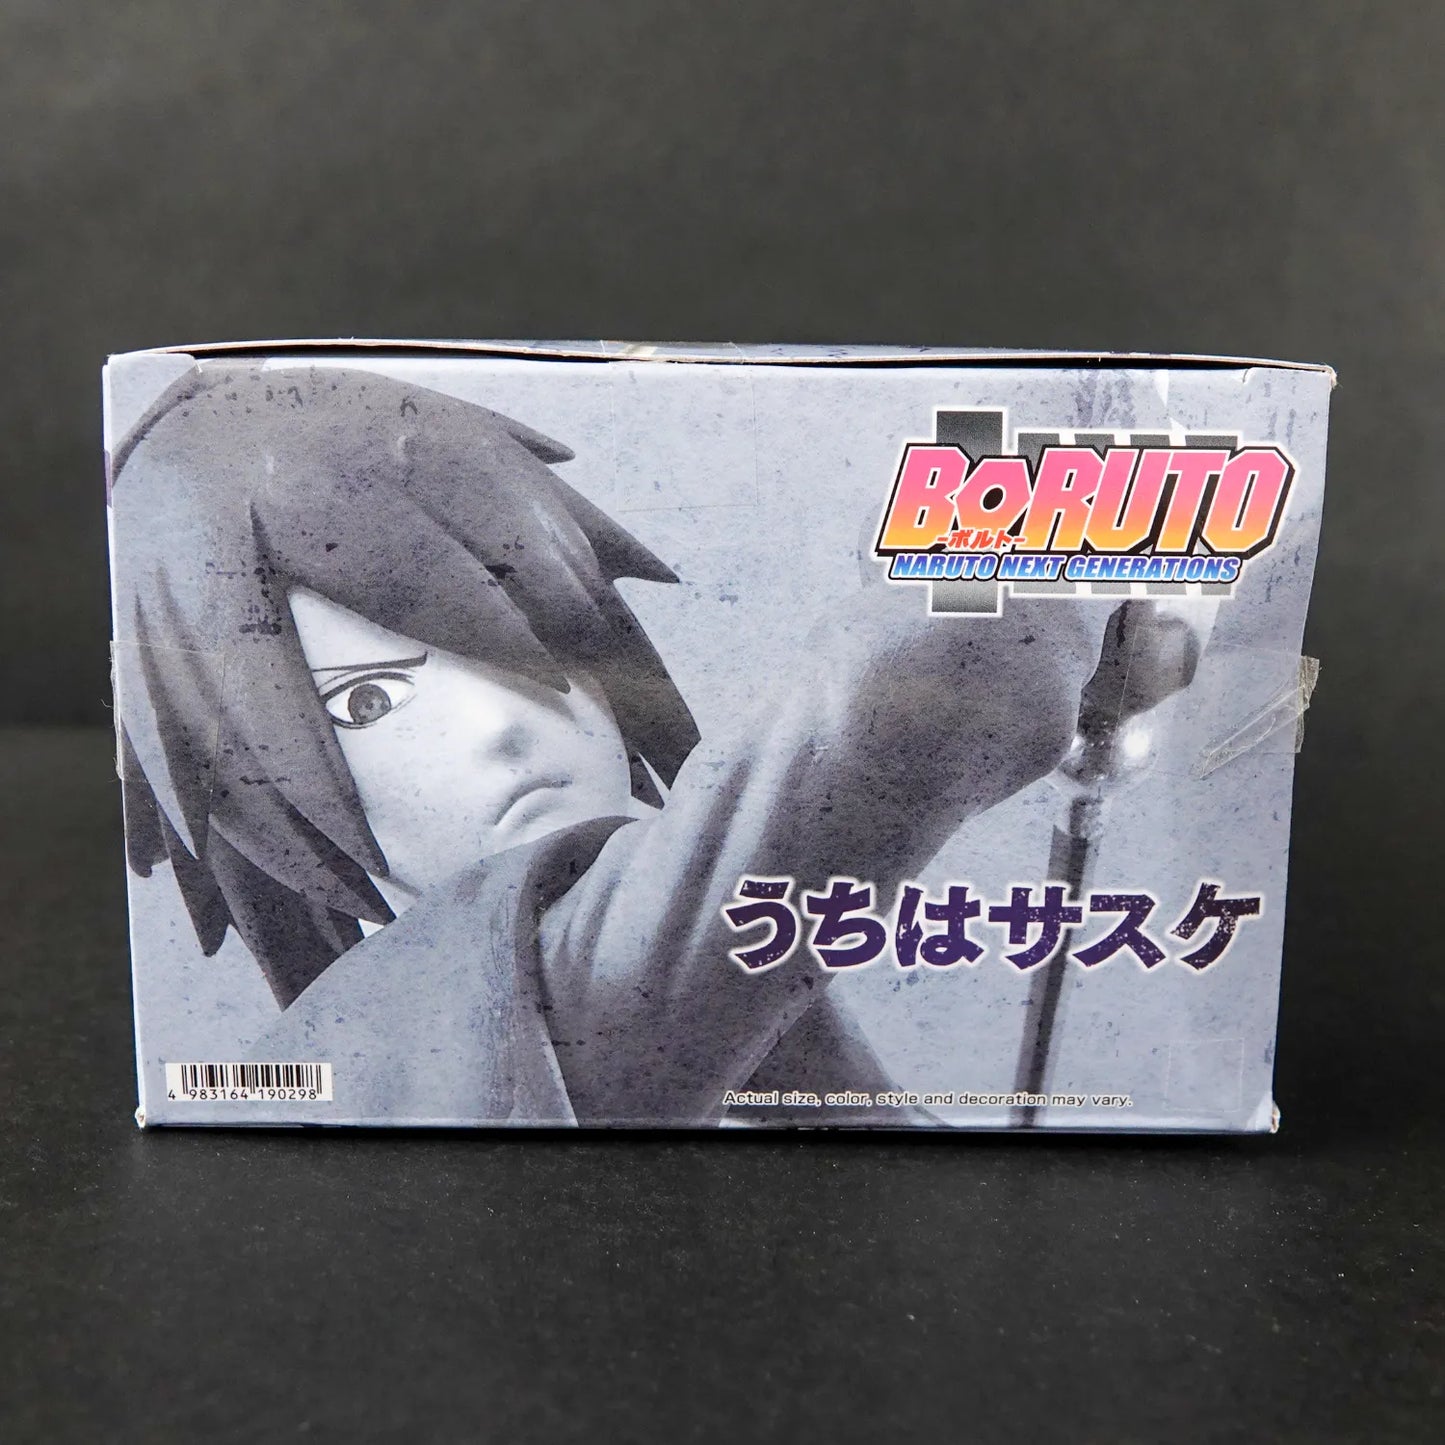 BORUTO
-ボルト-
NARUTO NEXT GENERATIONS
うちはサスケ
4 983164 190298
Actual size, color, style and decoration may vary.